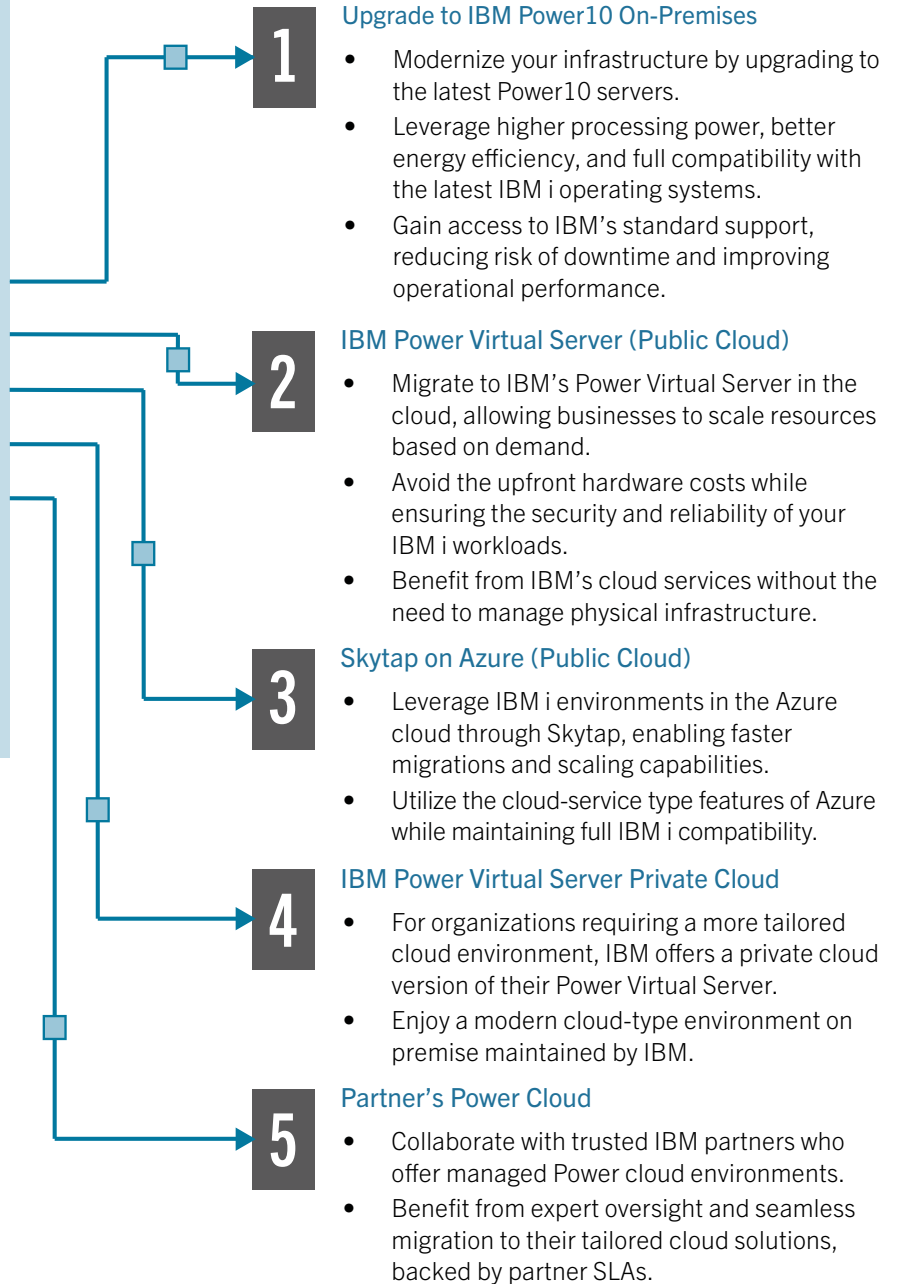 1
Upgrade to IBM Power10 On-Premises
• Modernize your infrastructure by upgrading to
the latest Power10 servers.
• Leverage higher processing power, better
energy efficiency, and full compatibility with
the latest IBM i operating systems.
• Gain access to IBM’s standard support,
reducing risk of downtime and improving
operational performance.
2
IBM Power Virtual Server (Public Cloud)
• Migrate to IBM’s Power Virtual Server in the
cloud, allowing businesses to scale resources
based on demand.
• Avoid the upfront hardware costs while
ensuring the security and reliability of your
IBM i workloads.
• Benefit from IBM’s cloud services without the
need to manage physical infrastructure.
3
Skytap on Azure (Public Cloud)
• Leverage IBM i environments in the Azure
cloud through Skytap, enabling faster
migrations and scaling capabilities.
• Utilize the cloud-service type features of Azure
while maintaining full IBM i compatibility.
4
IBM Power Virtual Server Private Cloud
• For organizations requiring a more tailored
cloud environment, IBM offers a private cloud
version of their Power Virtual Server.
• Enjoy a modern cloud-type environment on
premise maintained by IBM.
5
Partner’s Power Cloud
• Collaborate with trusted IBM partners who
offer managed Power cloud environments.
• Benefit from expert oversight and seamless
migration to their tailored cloud solutions,
backed by partner SLAs.